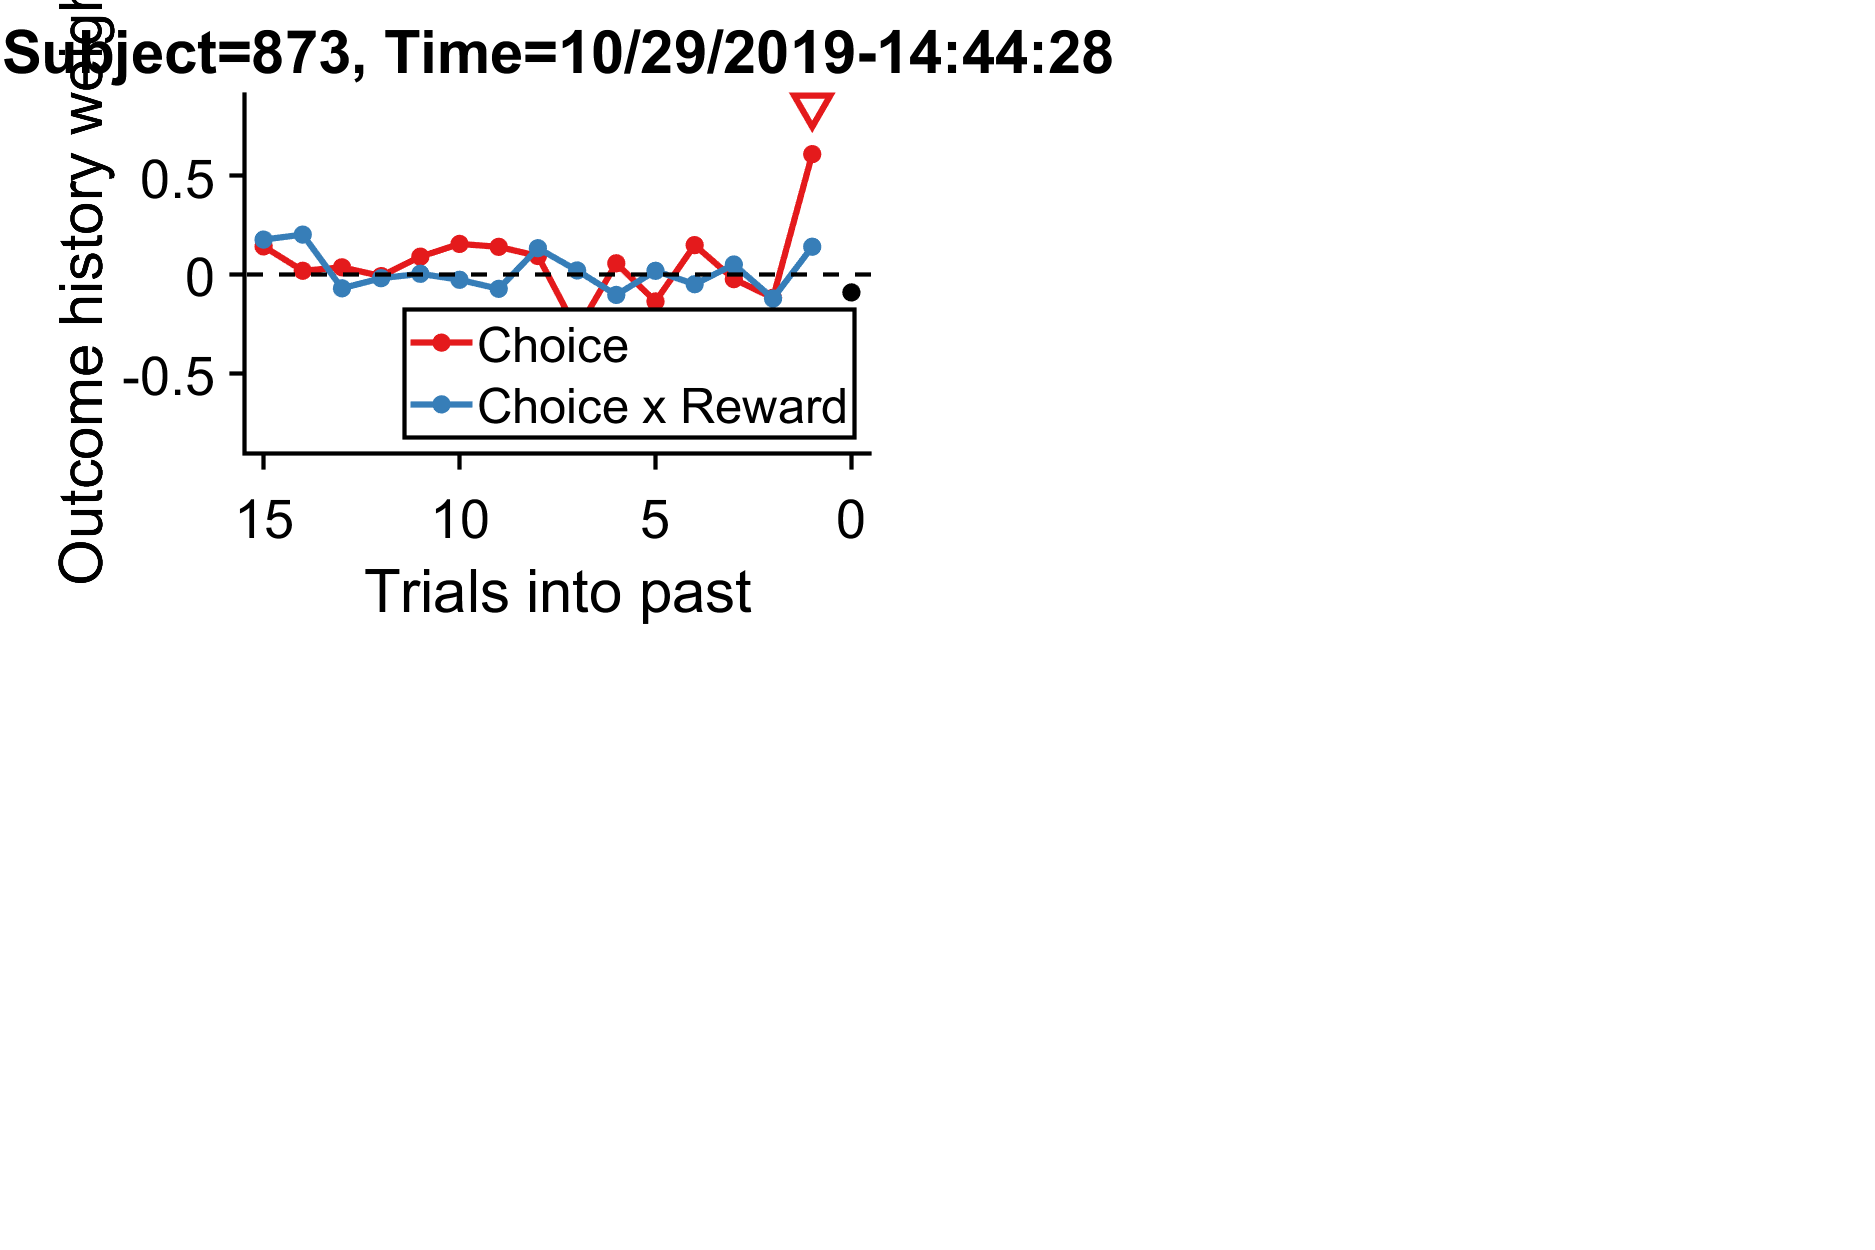 Subject=873, Time=10/29/2019-14:44:28
Outcome history
0.5
0
-0.5
Choice
Choice x Reward
15
10
5
0
Trials into past